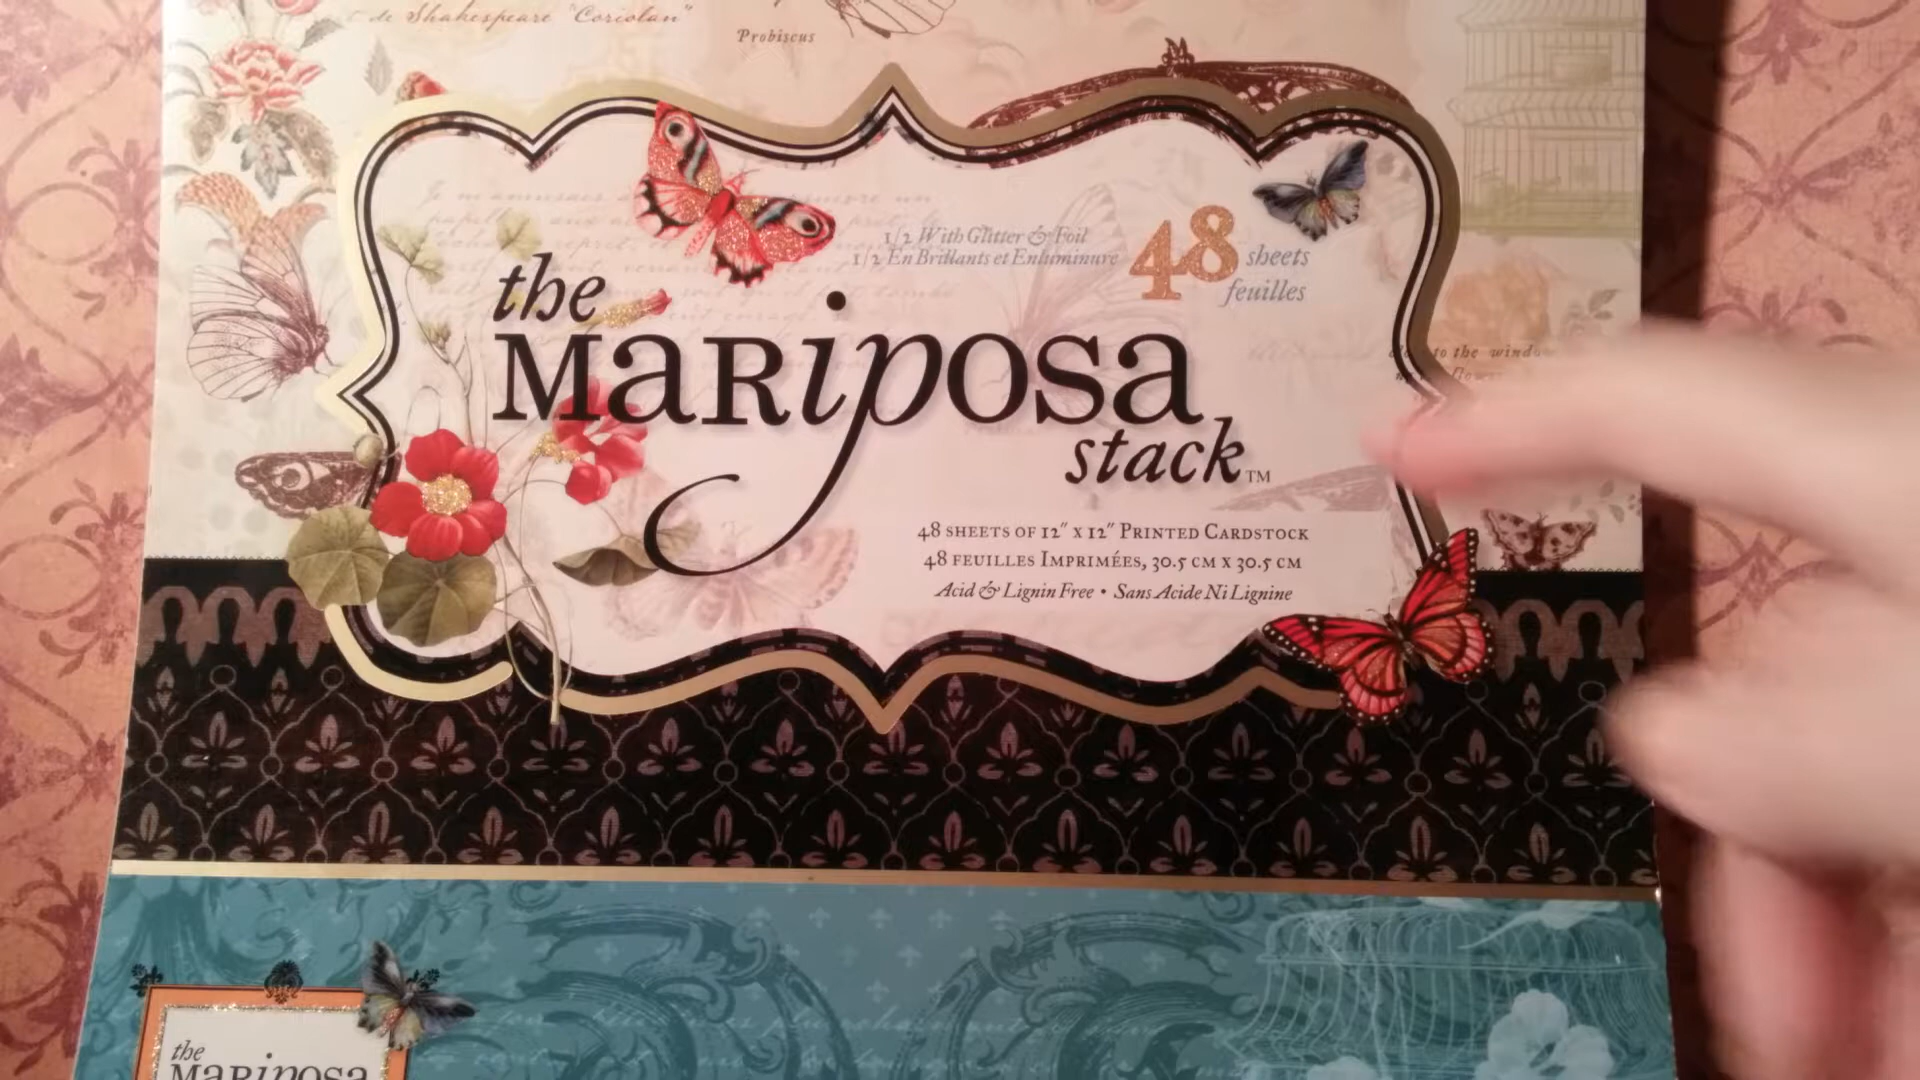 de Shakespeare "Coriolan"
Probiscus
1/2 With Glitter & Foil
1/2 En Brillants et Enluminure
48 sheets
feuilles
the
Mariposa
stack™
to the
48 sheets of 12" x 12" Printed Cardstock
48 feuilles Imprimées, 30.5 cm x 30.5 cm
Acid & Lignin Free • Sans Acide Ni Lignine
the
Mariposa